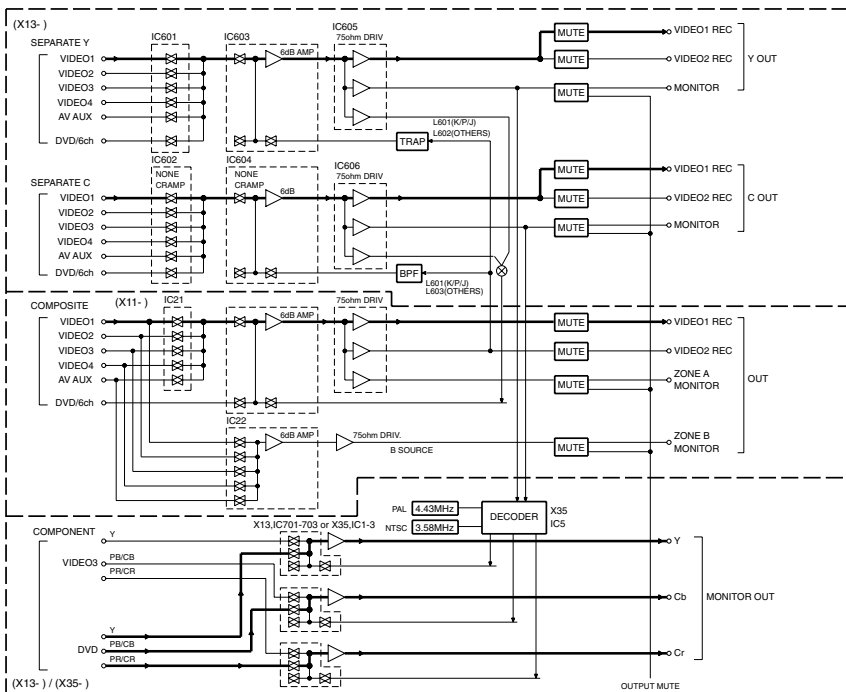 (X13- )
IC601
IC603
IC605
75ohm DRIV
SEPARATE Y
6dB AMP
VIDEO1
VIDEO2
VIDEO3
VIDEO4
AV AUX
DVD/6ch
MUTE
MUTE
MUTE
VIDEO1 REC
VIDEO2 REC
MONITOR
Y OUT
L601(K/P/J)
L602(OTHERS)
TRAP
IC602
NONE
CRAMP
IC604
NONE
CRAMP
IC606
75ohm DRIV
SEPARATE C
6dB
VIDEO1
VIDEO2
VIDEO3
VIDEO4
AV AUX
DVD/6ch
MUTE
MUTE
MUTE
VIDEO1 REC
VIDEO2 REC
MONITOR
C OUT
BPF
L601(K/P/J)
L603(OTHERS)
COMPOSITE
(X11- )
IC21
6dB AMP
75ohm DRIV
VIDEO1
VIDEO2
VIDEO3
VIDEO4
AV AUX
DVD/6ch
MUTE
MUTE
MUTE
MUTE
VIDEO1 REC
VIDEO2 REC
ZONE A
MONITOR
OUT
IC22
6dB AMP
75ohm DRIV.
B SOURCE
ZONE B
MONITOR
PAL
4.43MHz
NTSC
3.58MHz
DECODER
X35
IC5
COMPONENT
X13,IC701-703 or X35,IC1-3
Y
VIDEO3
PB/CB
PR/CR
Y
DVD
PB/CB
PR/CR
Y
Cb
Cr
MONITOR OUT
(X13- ) / (X35- )
OUTPUT MUTE